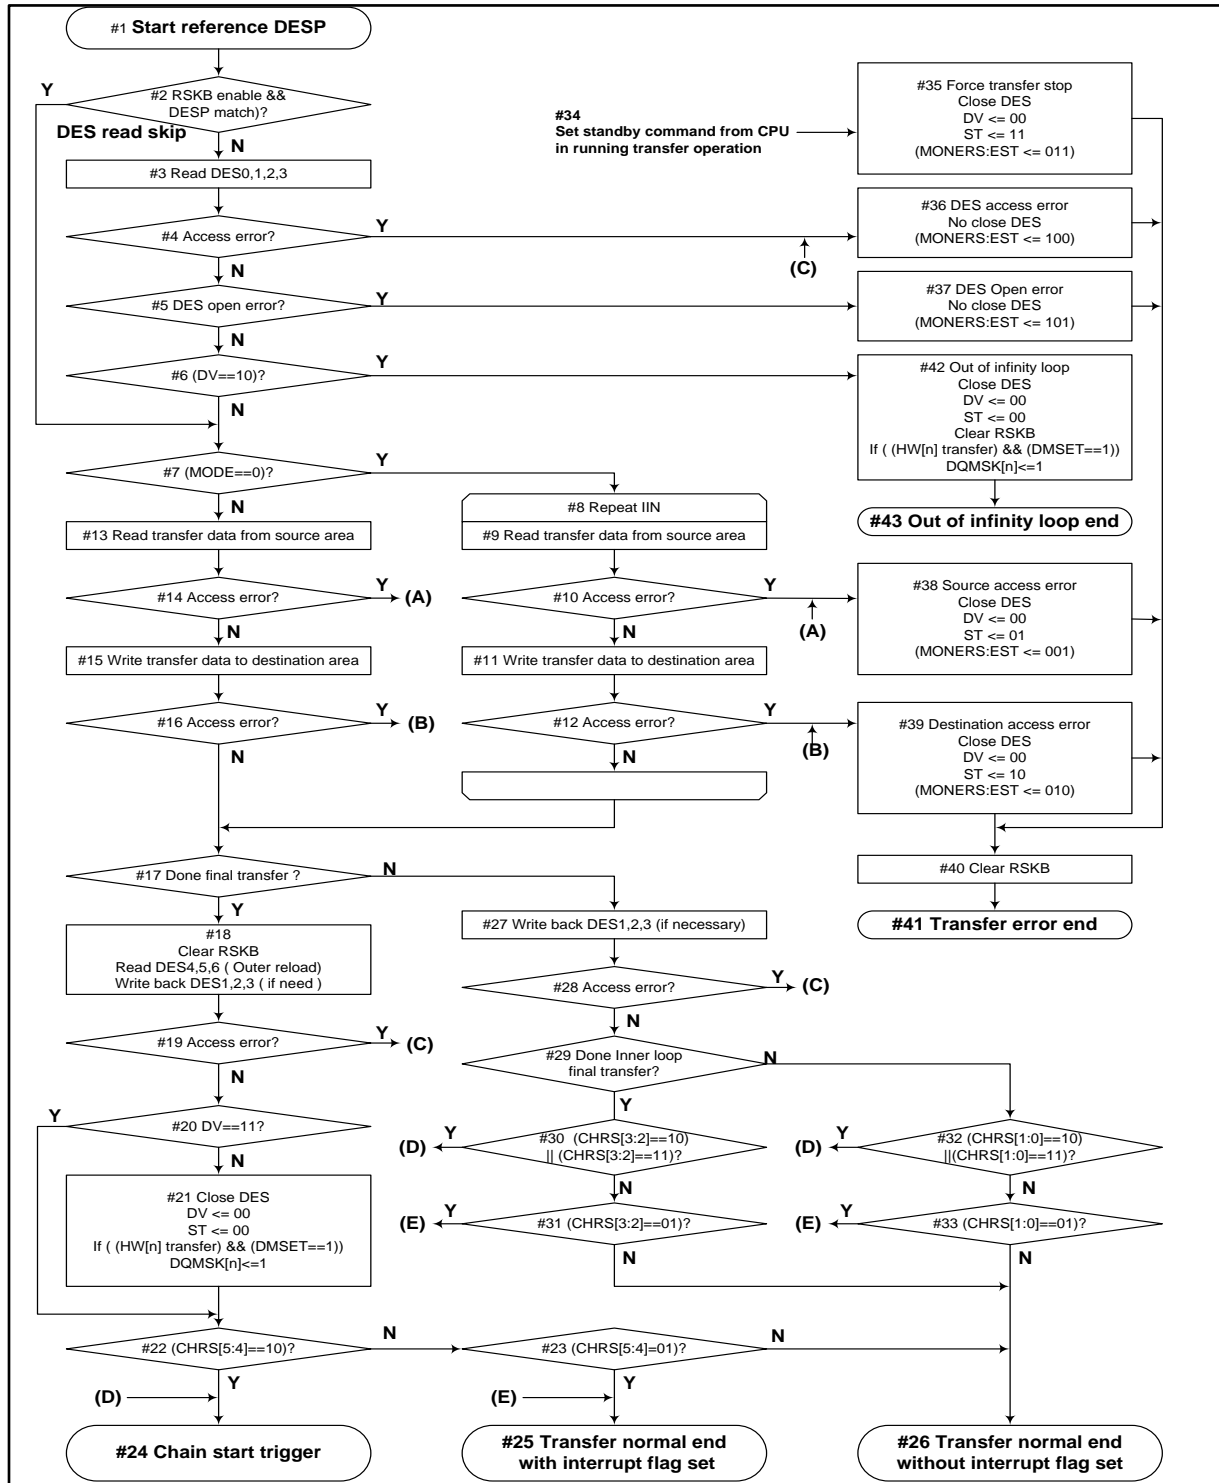 #1 Start reference DESP
Y
#2 RSKB enable &&
DESP match)?
DES read skip
N
#3 Read DES0,1,2,3
#4 Access error?
Y
(C)
N
#5 DES open error?
Y
N
#6 (DV==10)?
Y
N
#7 (MODE==0)?
Y
N
#8 Repeat IIN
#13 Read transfer data from source area
#9 Read transfer data from source area
#14 Access error?
Y
(A)
#10 Access error?
Y
(A)
N
N
#15 Write transfer data to destination area
#11 Write transfer data to destination area
#16 Access error?
Y
(B)
#12 Access error?
Y
(B)
N
N
#34
Set standby command from CPU
in running transfer operation
#35 Force transfer stop
Close DES
DV <= 00
ST <= 11
(MONERS:EST <= 011)
#36 DES access error
No close DES
(MONERS:EST <= 100)
#37 DES Open error
No close DES
(MONERS:EST <= 101)
#42 Out of infinity loop
Close DES
DV <= 00
ST <= 00
Clear RSKB
If ( (HW[n] transfer) && (DMSET==1))
DQMSK[n]<=1
#43 Out of infinity loop end
#38 Source access error
Close DES
DV <= 00
ST <= 01
(MONERS:EST <= 001)
#39 Destination access error
Close DES
DV <= 00
ST <= 10
(MONERS:EST <= 010)
#40 Clear RSKB
#41 Transfer error end
#17 Done final transfer ?
N
Y
#18
Clear RSKB
Read DES4,5,6 ( Outer reload)
Write back DES1,2,3 ( if need )
#27 Write back DES1,2,3 (if necessary)
#28 Access error?
Y
(C)
N
#19 Access error?
Y
(C)
N
#29 Done Inner loop
final transfer?
N
Y
Y
#20 DV==11?
N
(D)
Y
#30 (CHRS[3:2]==10)
|| (CHRS[3:2]==11)?
N
(D)
Y
#32 (CHRS[1:0]==10)
||(CHRS[1:0]==11)?
N
#21 Close DES
DV <= 00
ST <= 00
If ( (HW[n] transfer) && (DMSET==1))
DQMSK[n]<=1
(E)
Y
#31 (CHRS[3:2]==01)?
N
(E)
Y
#33 (CHRS[1:0]==01)?
N
#22 (CHRS[5:4]==10)?
N
#23 (CHRS[5:4]=01)?
N
(D)
Y
(E)
Y
#24 Chain start trigger
#25 Transfer normal end
with interrupt flag set
#26 Transfer normal end
without interrupt flag set